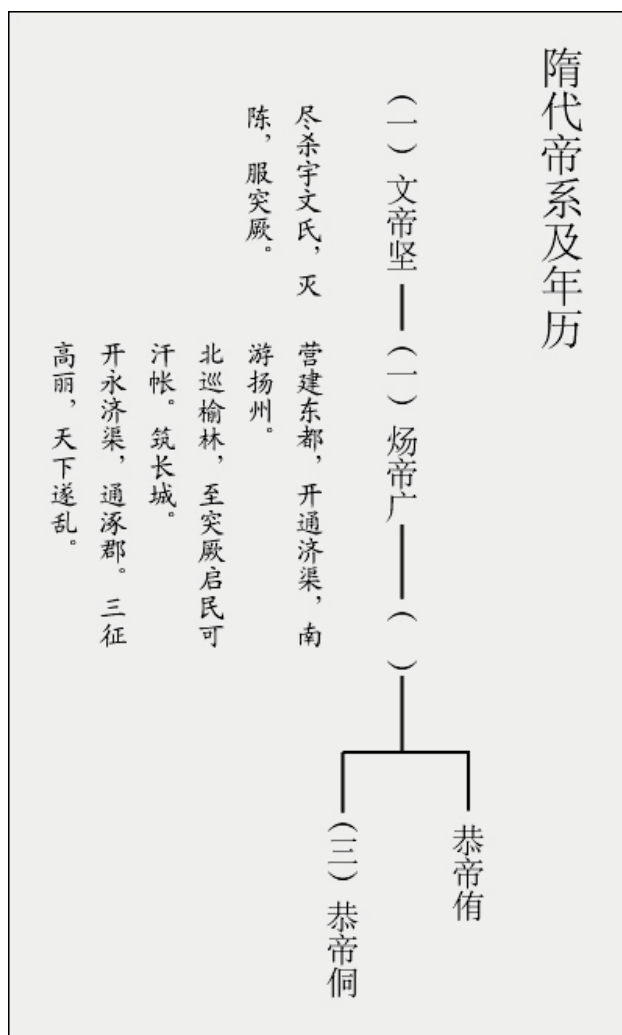 隋代帝系及年历
（一）文帝坚
（一）炀帝广
（ ）
恭帝侑
（三）恭帝侗
尽杀宇文氏，灭
陈，服突厥。
营建东都，开通济渠，南
游扬州。
北巡榆林，至突厥启民可
汗帐。筑长城。
开永济渠，通涿郡。三征
高丽，天下遂乱。